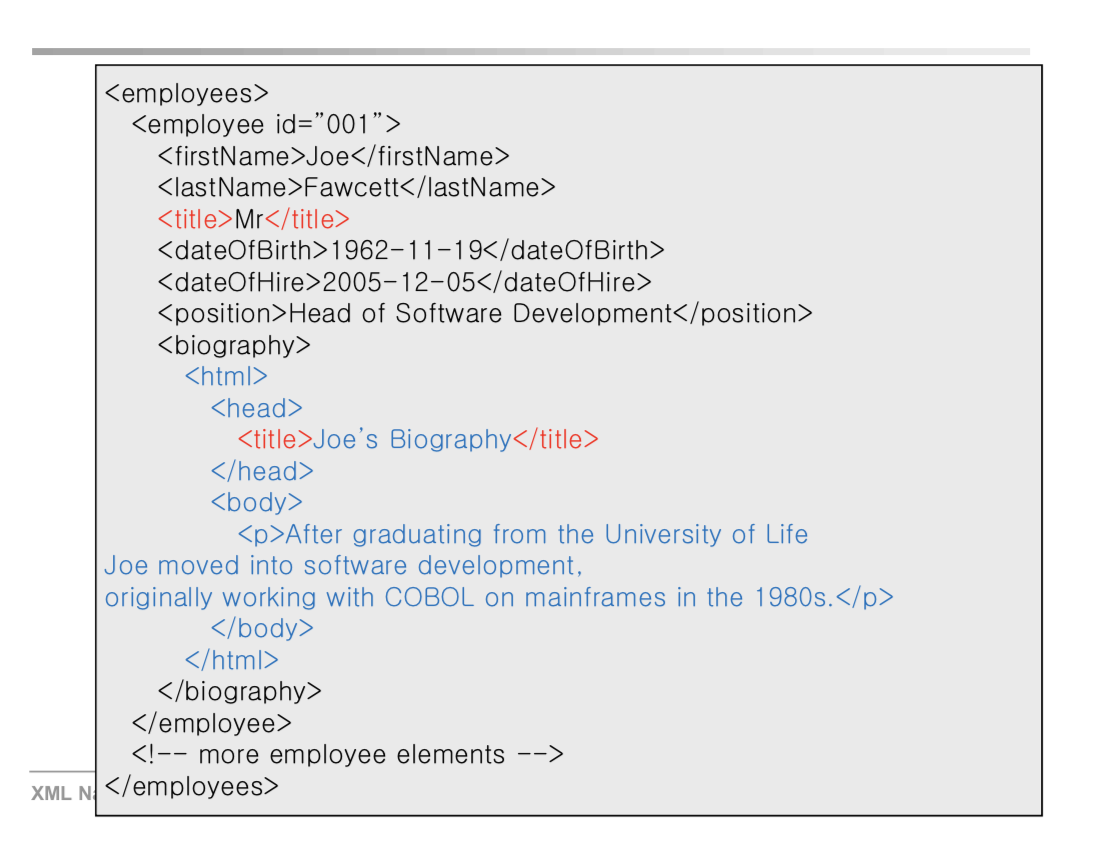 <employees>
<employee id=”001”>
<firstName>Joe</firstName>
<lastName>Fawcett</lastName>
<title>Mr</title>
<dateOfBirth>1962-11-19</dateOfBirth>
<dateOfHire>2005-12-05</dateOfHire>
<position>Head of Software Development</position>
<biography>
<html>
<head>
<title>Joe’s Biography</title>
</head>
<body>
<p>After graduating from the University of Life
Joe moved into software development,
originally working with COBOL on mainframes in the 1980s.</p>
</body>
</html>
</biography>
</employee>
<!-- more employee elements -->
</employees>
XML